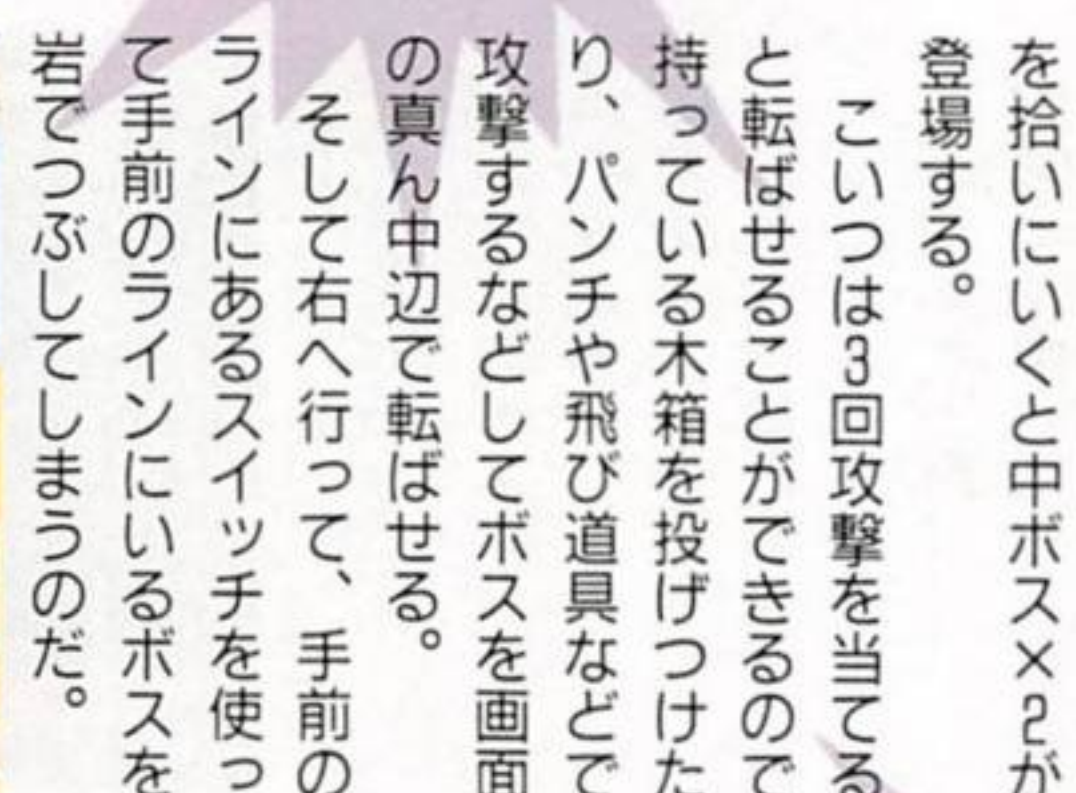 を拾いにいくと中ボス×2が
登場する。
こいつは3回攻撃を当てる
と転ばせることができるので
持っている木箱を投げつけた
り、パンチや飛び道具などで
攻撃するなどしてボスを画面
の真ん中辺で転ばせる。
そして右へ行って、手前の
ラインにあるスイッチを使っ
て手前のラインにいるボスを
岩でつぶしてしまうのだ。